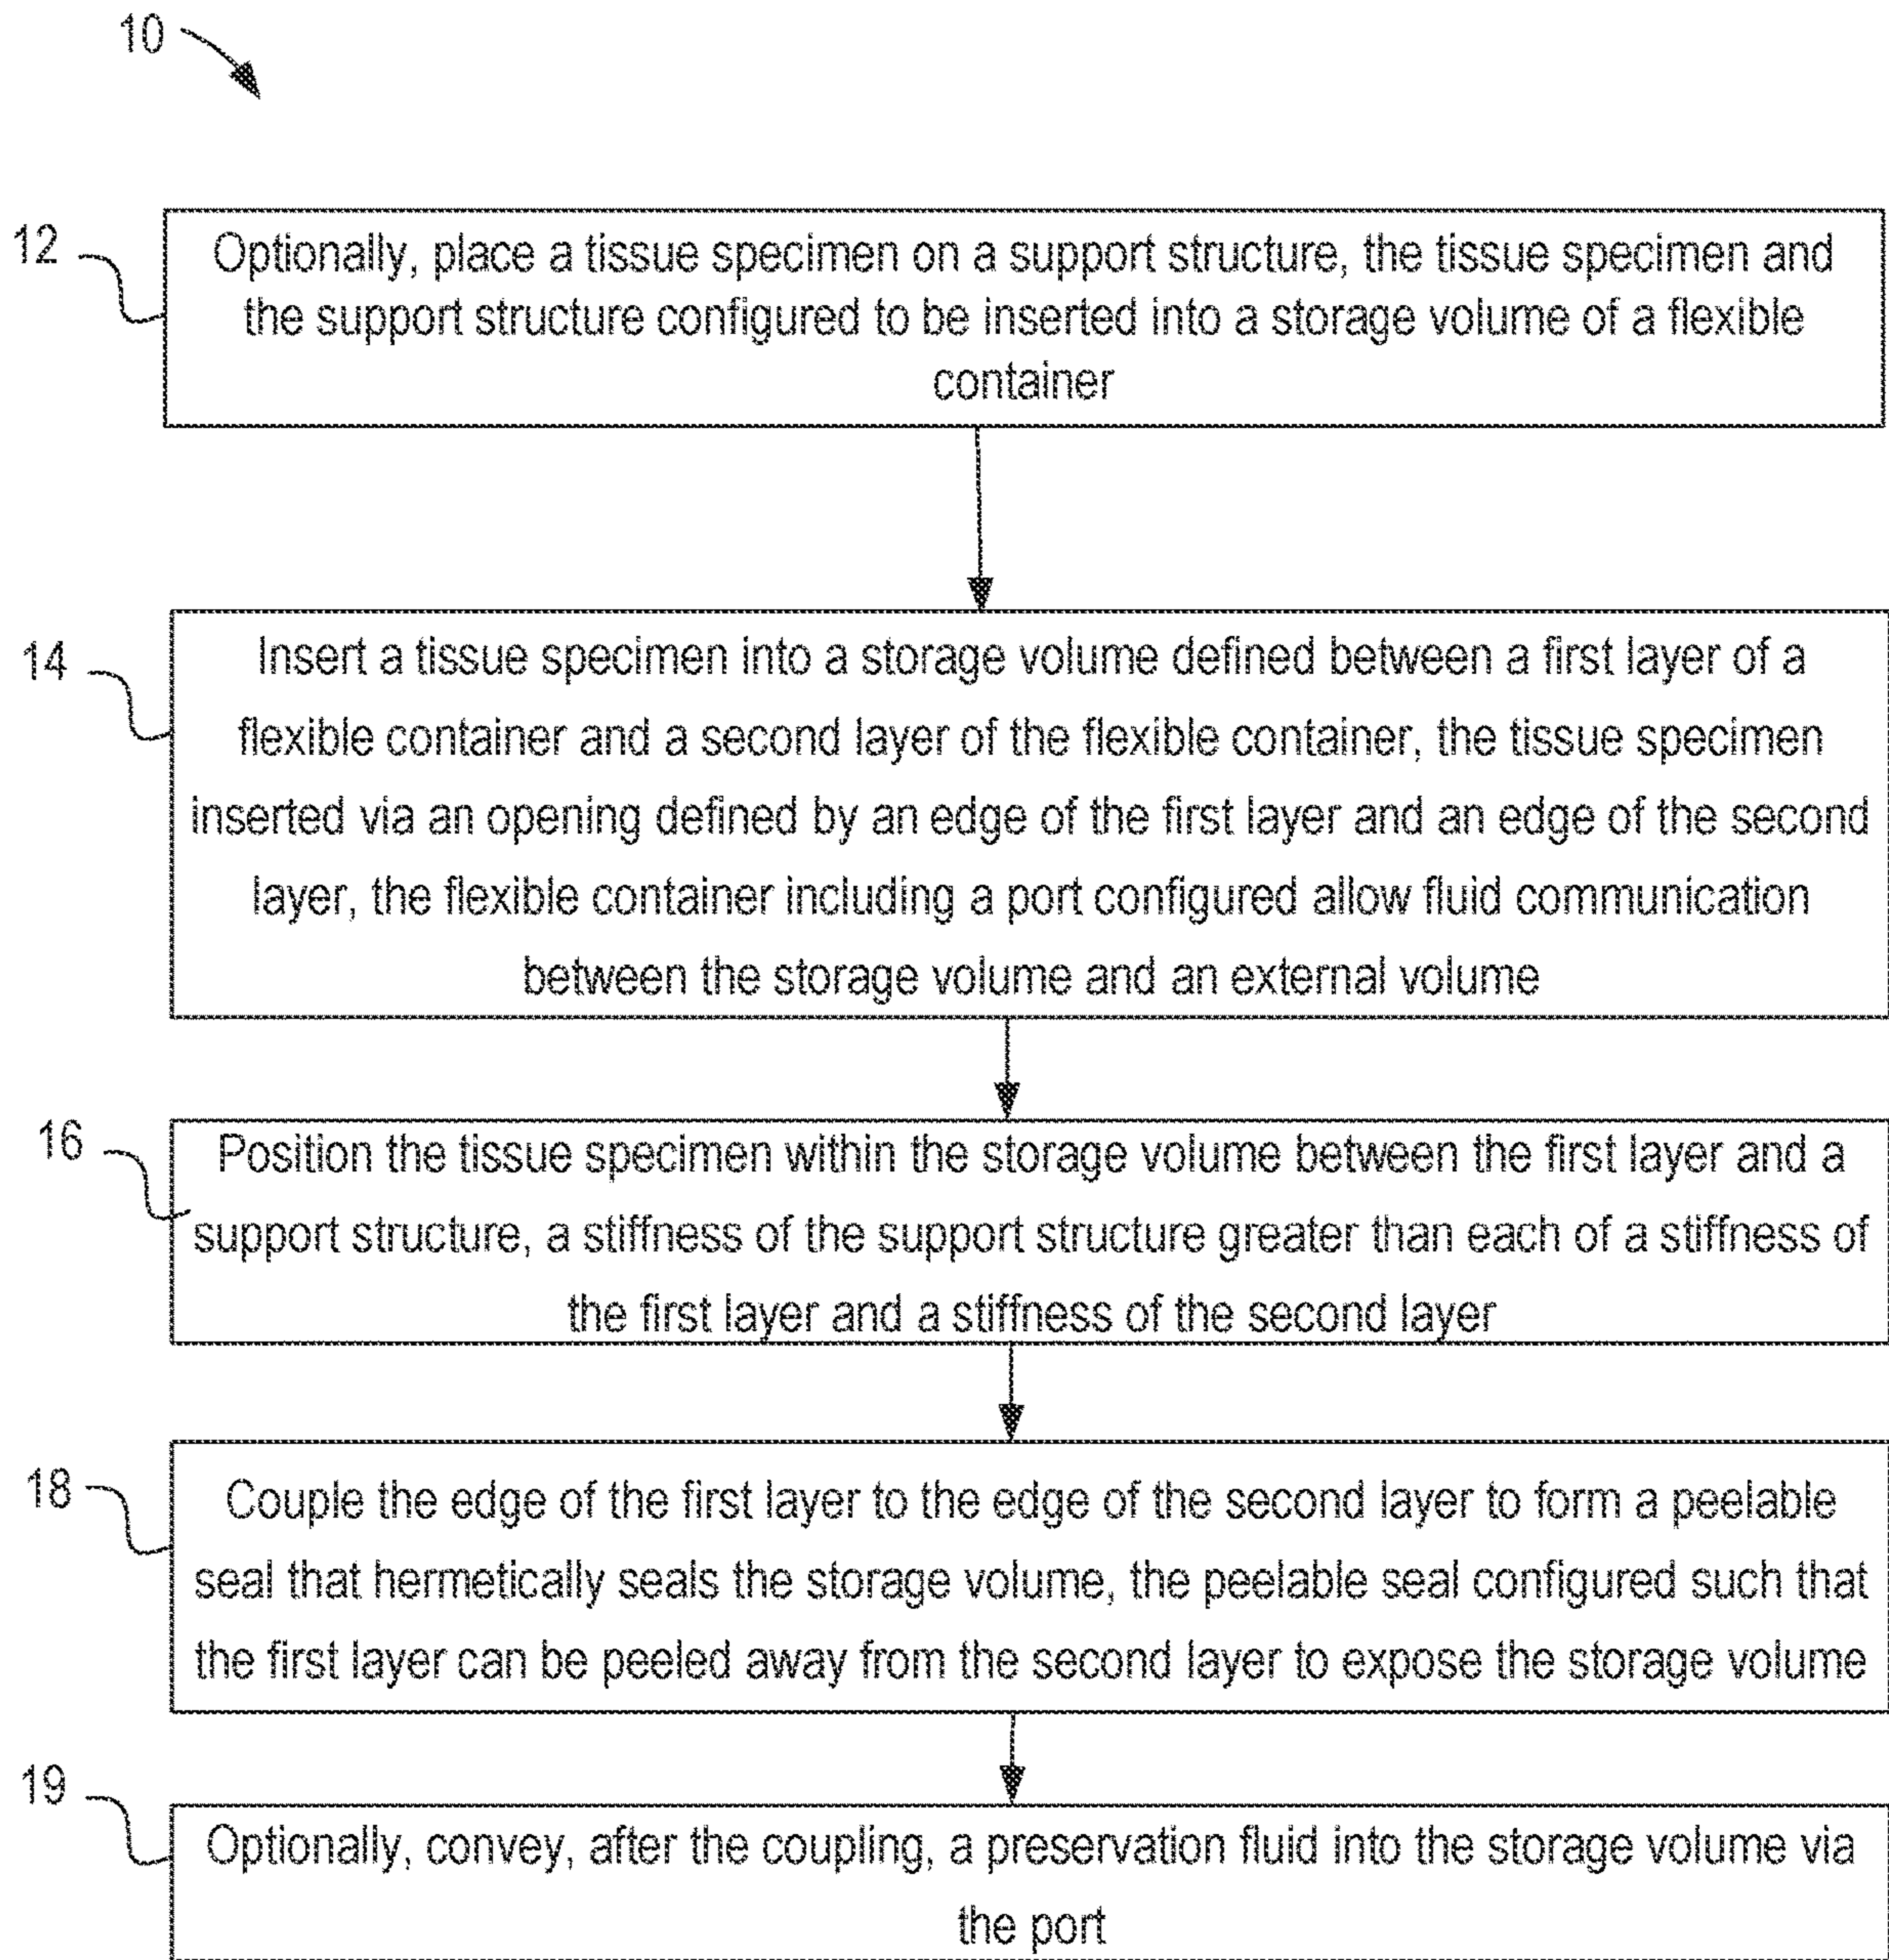 10
12
Optionally, place a tissue specimen on a support structure, the tissue specimen and
the support structure configured to be inserted into a storage volume of a flexible
container
14
Insert a tissue specimen into a storage volume defined between a first layer of a
flexible container and a second layer of the flexible container, the tissue specimen
inserted via an opening defined by an edge of the first layer and an edge of the second
layer, the flexible container including a port configured allow fluid communication
between the storage volume and an external volume
16
Position the tissue specimen within the storage volume between the first layer and a
support structure, a stiffness of the support structure greater than each of a stiffness of
the first layer and a stiffness of the second layer
18
Couple the edge of the first layer to the edge of the second layer to form a peelable
seal that hermetically seals the storage volume, the peelable seal configured such that
the first layer can be peeled away from the second layer to expose the storage volume
19
Optionally, convey, after the coupling, a preservation fluid into the storage volume via
the port